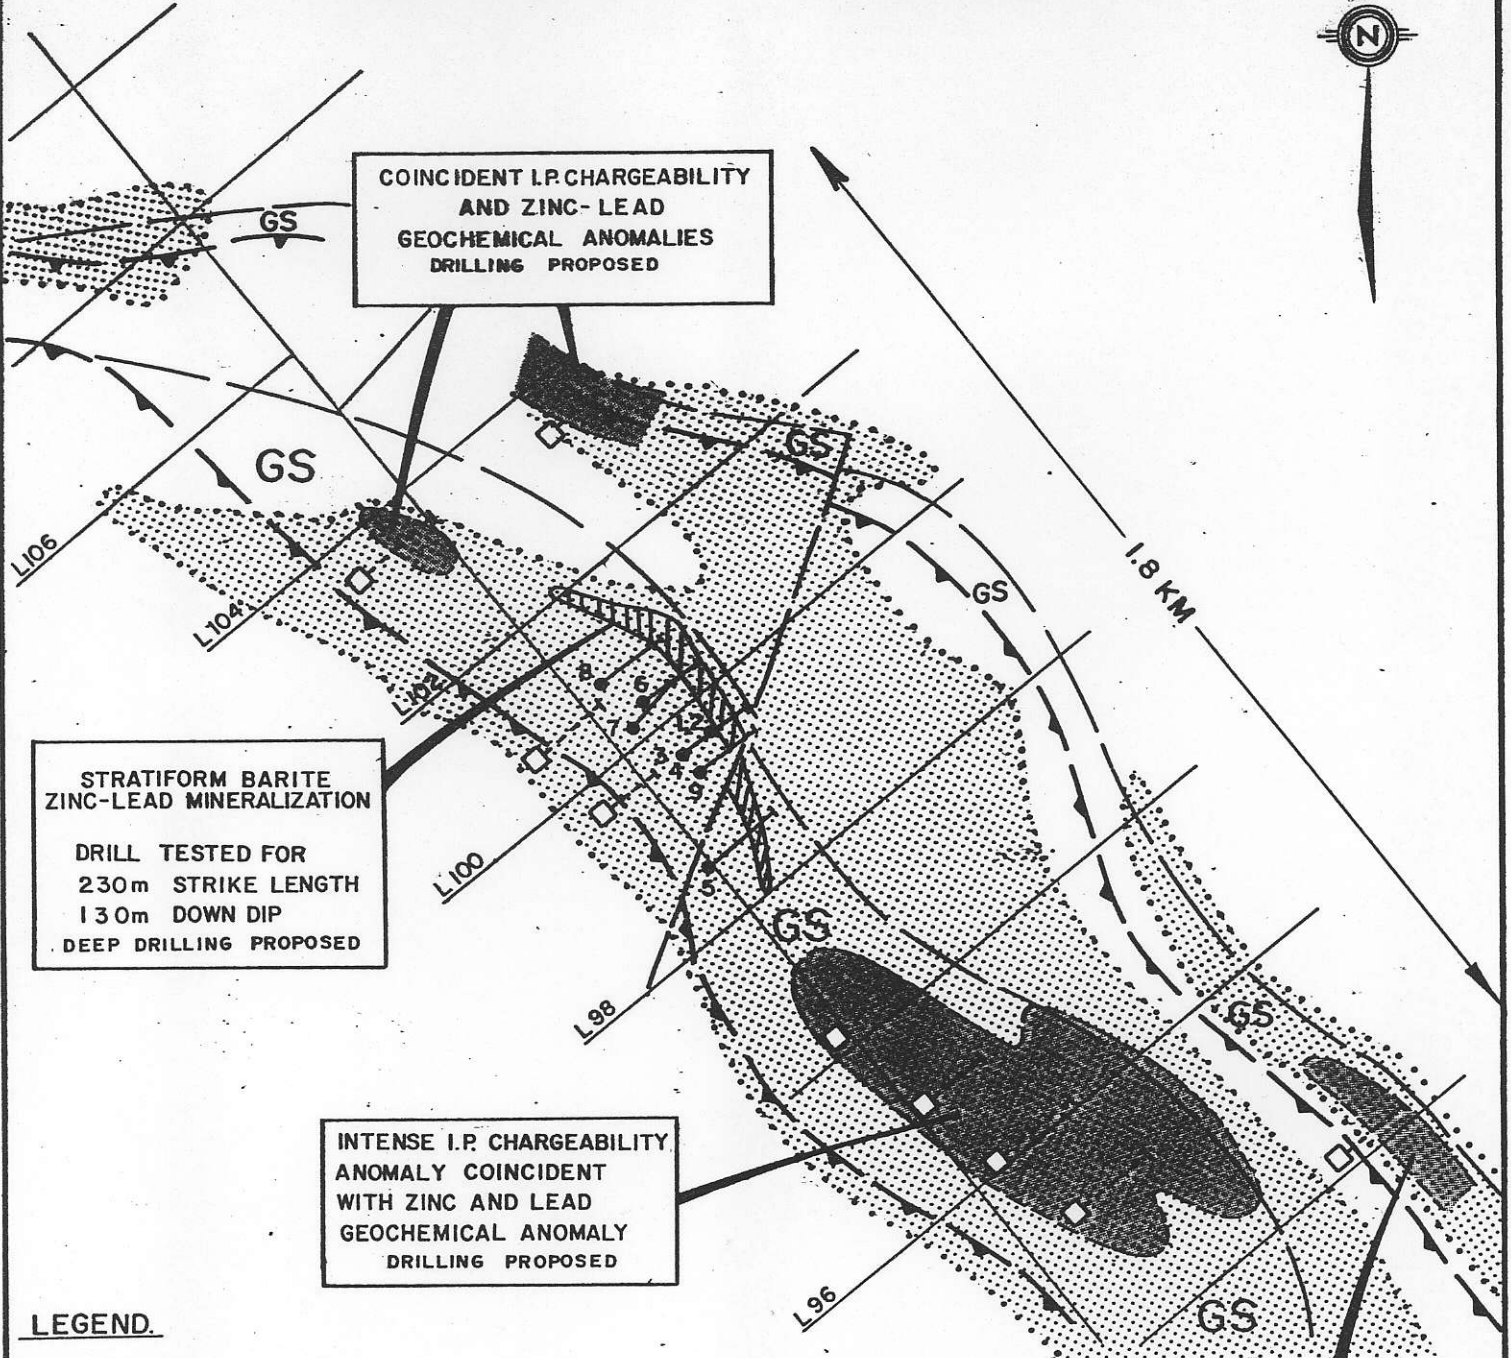 N
COINCIDENT I.P. CHARGEABILITY
AND ZINC-LEAD
GEOCHEMICAL ANOMALIES
DRILLING PROPOSED
GS
GS
GS
1.8 KM
L106
GS
L104
L102
8
6
7
1,2
3
4
9
5
STRATIFORM BARITE
ZINC-LEAD MINERALIZATION
DRILL TESTED FOR
230m STRIKE LENGTH
130m DOWN DIP
DEEP DRILLING PROPOSED
L100
GS
L98
GS
INTENSE I.P. CHARGEABILITY
ANOMALY COINCIDENT
WITH ZINC AND LEAD
GEOCHEMICAL ANOMALY
DRILLING PROPOSED
L96
GS
LEGEND.